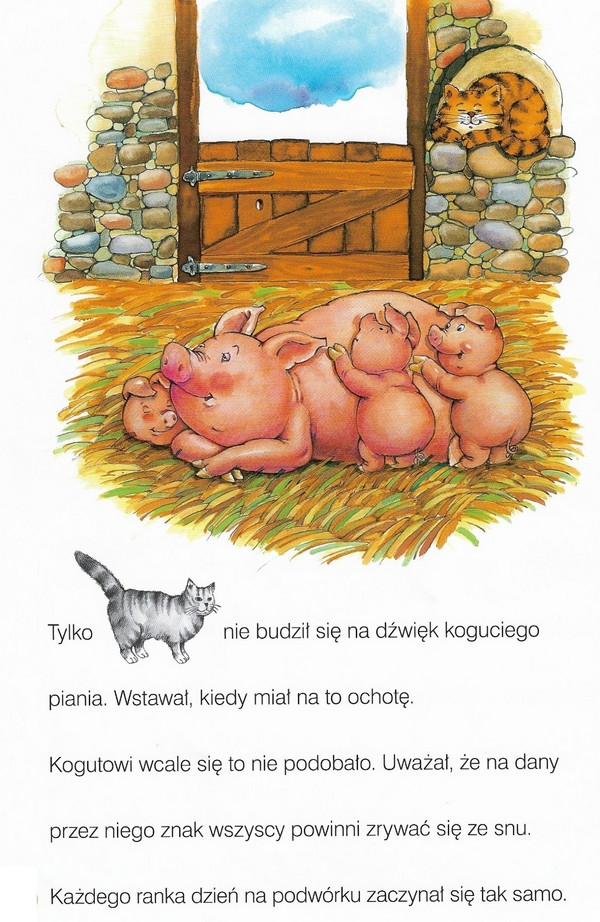 Tylko nie budził się na dźwięk koguciego
piania. Wstawał, kiedy miał na to ochotę.
Kogutowi wcale się to nie podobało. Uważał, że na dany
przez niego znak wszyscy powinni zrywać się ze snu.
Każdego ranka dzień na podwórku zaczynał się tak samo.